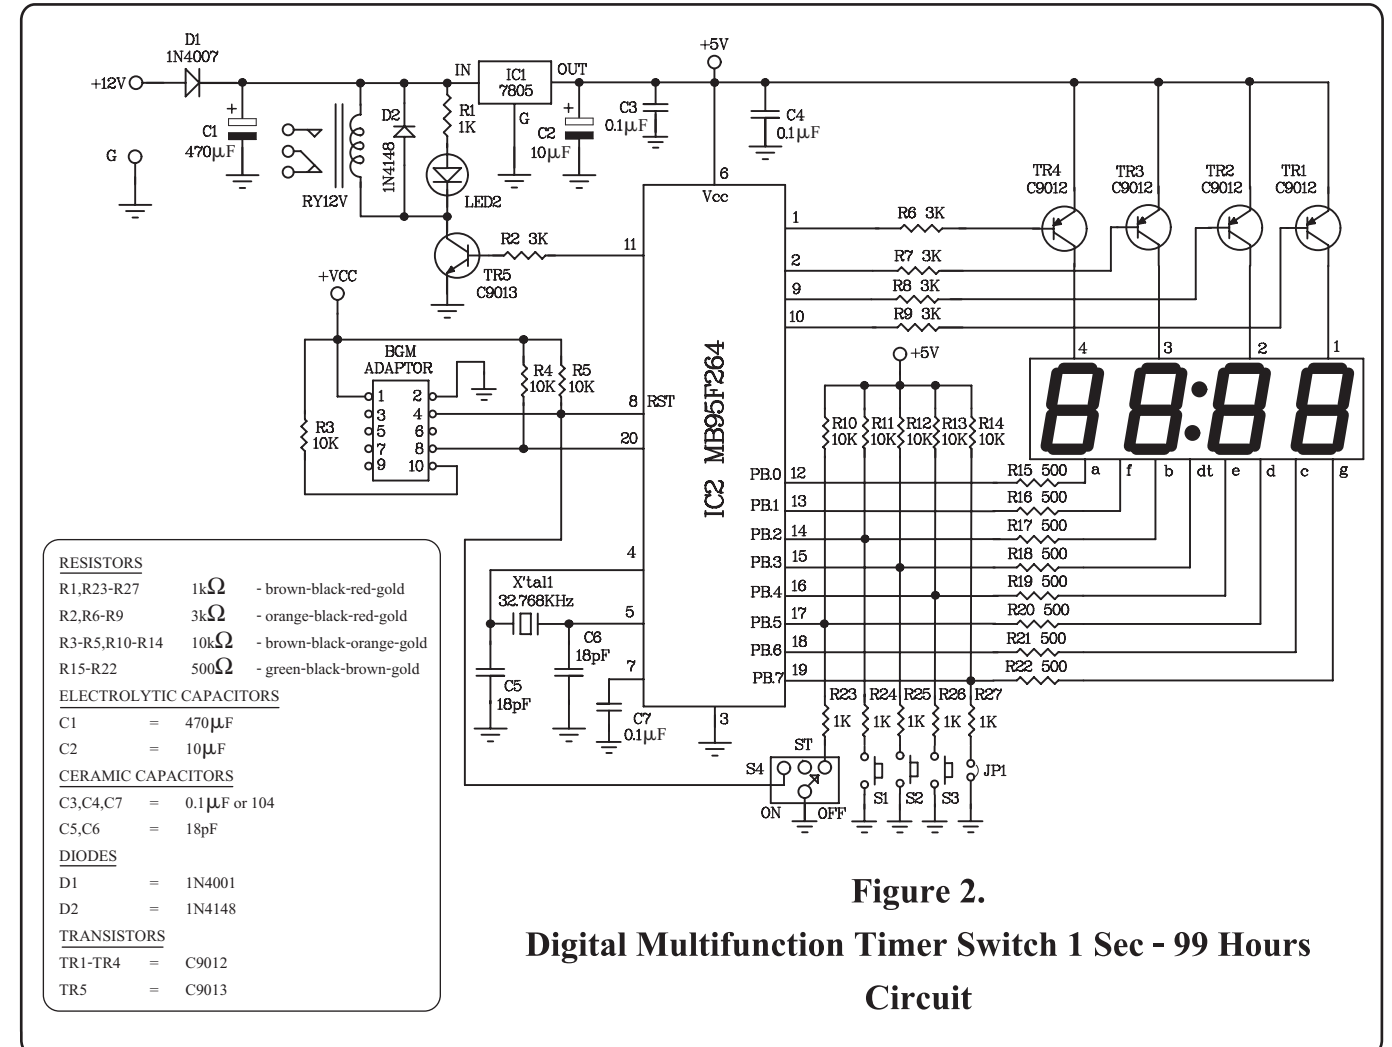 D1
1N4007
+12V
G
+
C1
470µF
RY12V
D2
1N4148
R1
1K
LED2
IN
IC1
7805
OUT
G
+
C2
10µF
C3
0.1µF
+5V
C4
0.1µF
6
Vcc
TR4
C9012
TR3
C9012
TR2
C9012
TR1
C9012
1
R6 3K
2
R7 3K
9
R8 3K
10
R9 3K
11
R2 3K
TR5
C9013
+VCC
BGM
ADAPTOR
1 2
3 4
5 6
7 8
9 10
R3
10K
R4
10K
R5
10K
8 RST
20
IC2 MB95F264
+5V
4 3 2 1
88:88
a f b dt e d c g
R10
10K
R11
10K
R12
10K
R13
10K
R14
10K
PB.0 12
R15 500
PB.1 13
R16 500
PB.2 14
R17 500
PB.3 15
R18 500
PB.4 16
R19 500
PB.5 17
R20 500
PB.6 18
R21 500
PB.7 19
R22 500
4
X'tal1
32.768KHz
5
C6
18pF
C5
18pF
7
C7
0.1µF
3
R23
1K
R24
1K
R25
1K
R26
1K
R27
1K
ST
S4
ON OFF
S1 S2 S3
JP1
RESISTORS
R1,R23-R27 1kΩ - brown-black-red-gold
R2,R6-R9 3kΩ - orange-black-red-gold
R3-R5,R10-R14 10kΩ - brown-black-orange-gold
R15-R22 500Ω - green-black-brown-gold
ELECTROLYTIC CAPACITORS
C1 = 470µF
C2 = 10µF
CERAMIC CAPACITORS
C3,C4,C7 = 0.1µF or 104
C5,C6 = 18pF
DIODES
D1 = 1N4001
D2 = 1N4148
TRANSISTORS
TR1-TR4 = C9012
TR5 = C9013
Figure 2.
Digital Multifunction Timer Switch 1 Sec - 99 Hours
Circuit